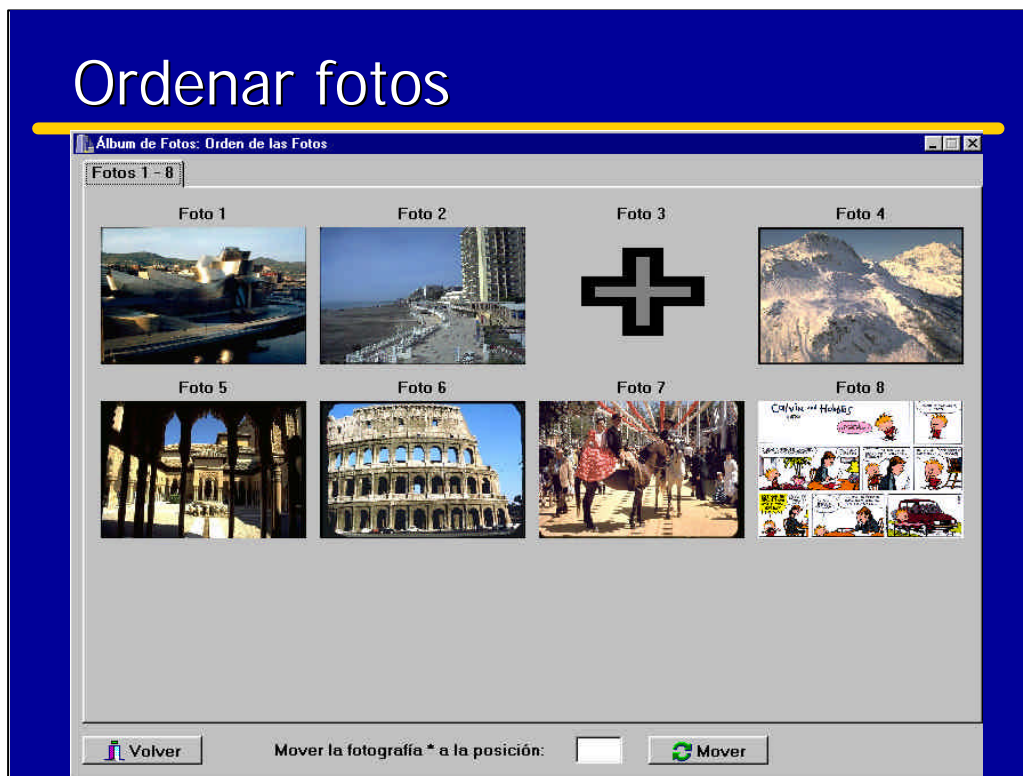 Ordenar fotos
Álbum de Fotos: Orden de las Fotos
Fotos 1 - 8
Foto 1 Foto 2 Foto 3 Foto 4
Foto 5 Foto 6 Foto 7 Foto 8
Calvin and Hobbes
Volver Mover la fotografía * a la posición: Mover